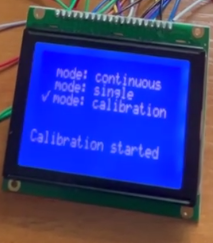 mode: continuous
mode: single
✓ mode: calibration
Calibration started